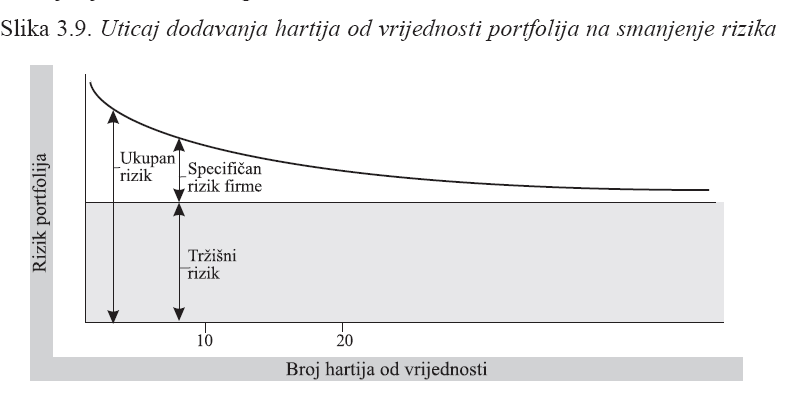 Slika 3.9. Uticaj dodavanja hartija od vrijednosti portfolija na smanjenje rizika
Rizik portfolija
Ukupan
rizik
Specifičan
rizik firme
Tržišni
rizik
10
20
Broj hartija od vrijednosti